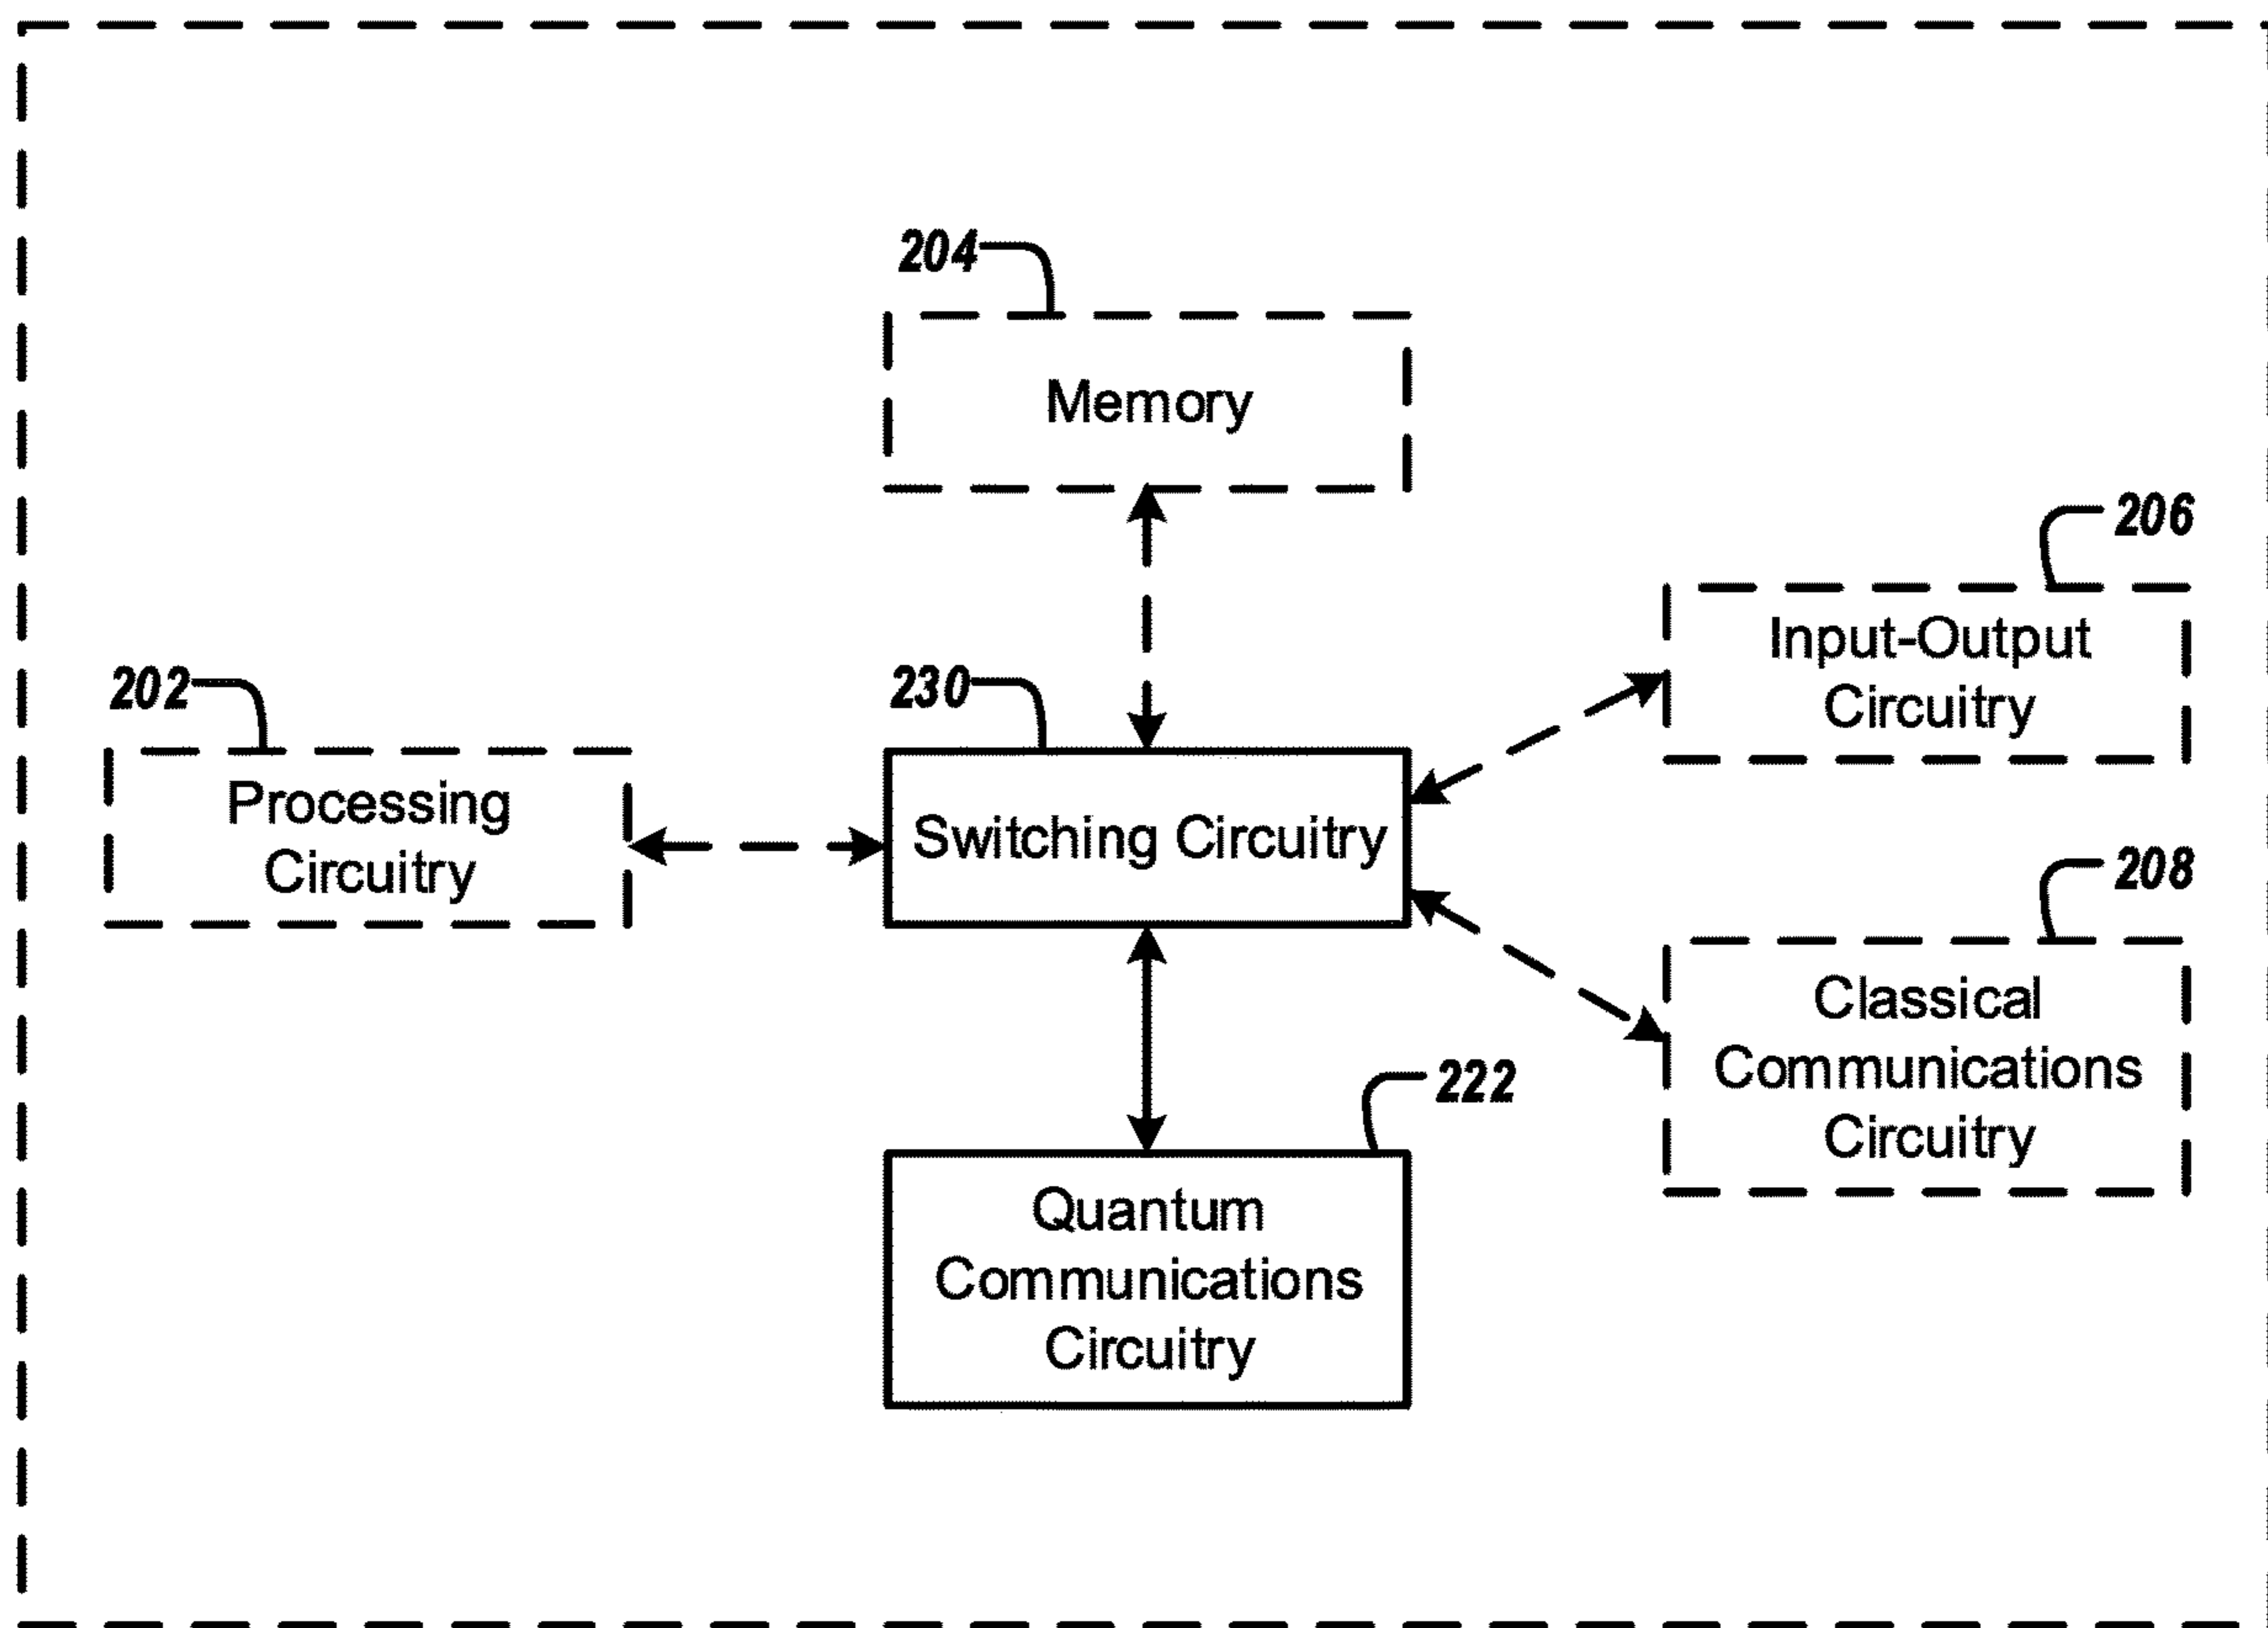 204
Memory
206
Input-Output
Circuitry
202
230
Processing
Circuitry
Switching Circuitry
208
Classical
Communications
Circuitry
222
Quantum
Communications
Circuitry